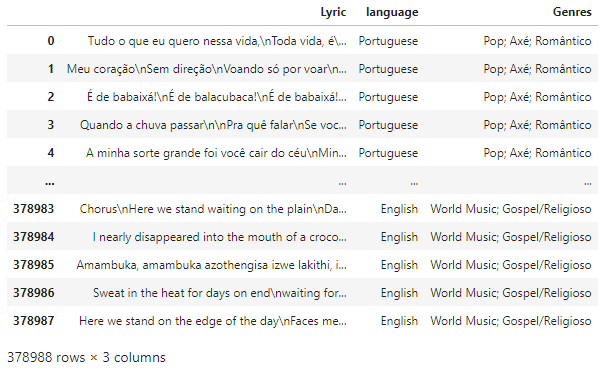 Lyric language Genres
0 Tudo o que eu quero nessa vida,\nToda vida, é\... Portuguese Pop; Axé; Romântico
1 Meu coração\nSem direção\nVoando só por voar\n... Portuguese Pop; Axé; Romântico
2 É de babaixá!\nÉ de balacubaca!\nÉ de babaixá!... Portuguese Pop; Axé; Romântico
3 Quando a chuva passar\n\nPra quê falar\nSe voc... Portuguese Pop; Axé; Romântico
4 A minha sorte grande foi você cair do céu\nMin... Portuguese Pop; Axé; Romântico
... ... ... ...
378983 Chorus\nHere we stand waiting on the plain\nDa... English World Music; Gospel/Religioso
378984 I nearly disappeared into the mouth of a croco... English World Music; Gospel/Religioso
378985 Amambuka, amambuka azothengisa izwe lakithi, i... English World Music; Gospel/Religioso
378986 Sweat in the heat for days on end\nwaiting for... English World Music; Gospel/Religioso
378987 Here we stand on the edge of the day\nFaces me... English World Music; Gospel/Religioso
378988 rows × 3 columns